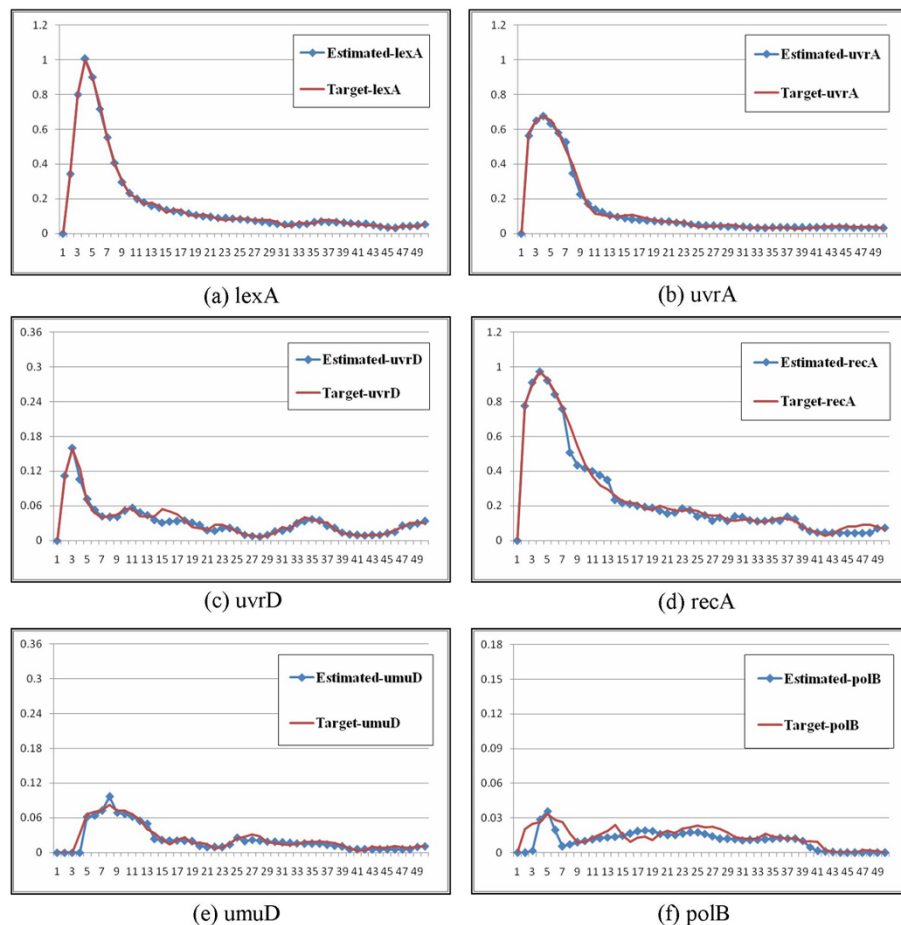 1.2
1
0.8
0.6
0.4
0.2
0
Estimated-lexA
Target-lexA
1 3 5 7 9 11 13 15 17 19 21 23 25 27 29 31 33 35 37 39 41 43 45 47 49
(a) lexA
1.2
1
0.8
0.6
0.4
0.2
0
Estimated-uvrA
Target-uvrA
1 3 5 7 9 11 13 15 17 19 21 23 25 27 29 31 33 35 37 39 41 43 45 47 49
(b) uvrA
0.36
0.3
0.24
0.18
0.12
0.06
0
Estimated-uvrD
Target-uvrD
1 3 5 7 9 11 13 15 17 19 21 23 25 27 29 31 33 35 37 39 41 43 45 47 49
(c) uvrD
1.2
1
0.8
0.6
0.4
0.2
0
Estimated-recA
Target-recA
1 3 5 7 9 11 13 15 17 19 21 23 25 27 29 31 33 35 37 39 41 43 45 47 49
(d) recA
0.36
0.3
0.24
0.18
0.12
0.06
0
Estimated-umuD
Target-umuD
1 3 5 7 9 11 13 15 17 19 21 23 25 27 29 31 33 35 37 39 41 43 45 47 49
(e) umuD
0.18
0.15
0.12
0.09
0.06
0.03
0
Estimated-polB
Target-polB
1 3 5 7 9 11 13 15 17 19 21 23 25 27 29 31 33 35 37 39 41 43 45 47 49
(f) polB